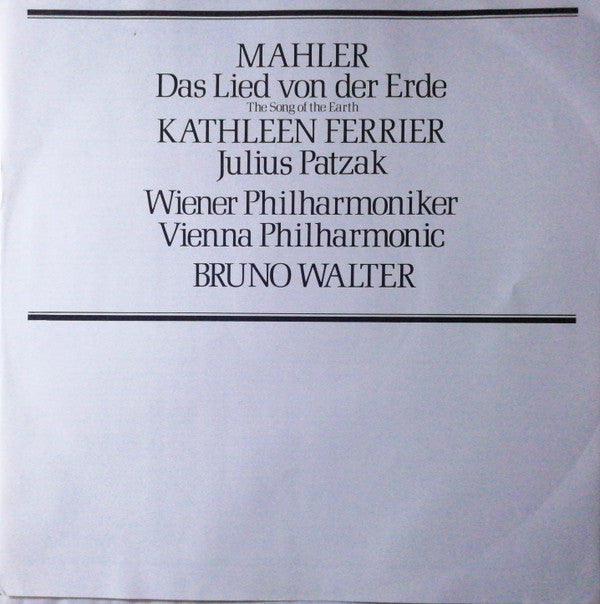 MAHLER
Das Lied von der Erde
The Song of the Earth
KATHLEEN FERRIER
Julius Patzak
Wiener Philharmoniker
Vienna Philharmonic
BRUNO WALTER